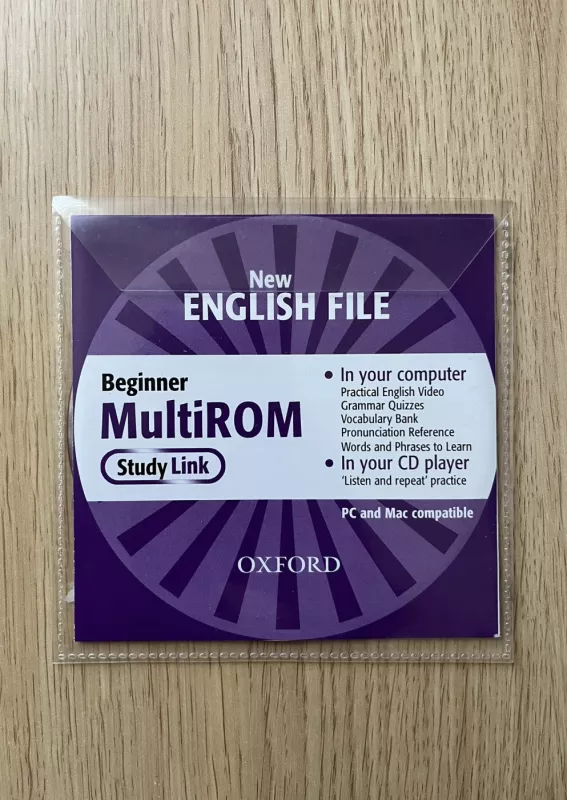 New
ENGLISH FILE
Beginner
MultiROM
Study Link
• In your computer
Practical English Video
Grammar Quizzes
Vocabulary Bank
Pronunciation Reference
Words and Phrases to Learn
• In your CD player
'Listen and repeat' practice
PC and Mac compatible
OXFORD